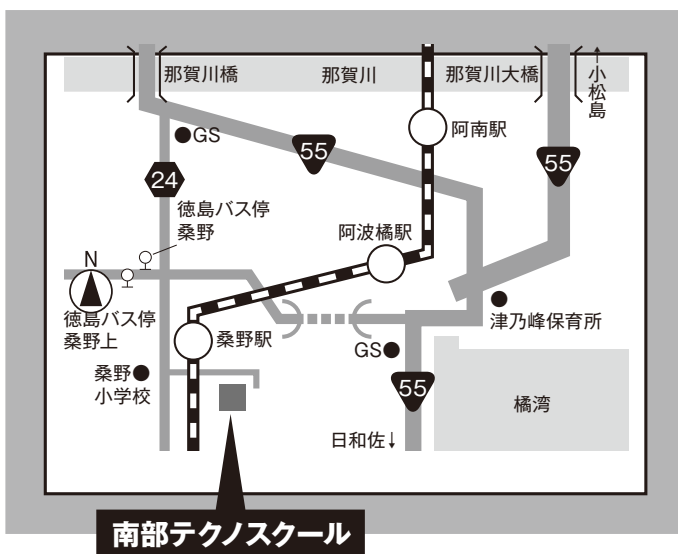 那賀川橋
那賀川
那賀川大橋
↑小松島
GS
55
阿南駅
24
55
徳島バス停
桑野
阿波橘駅
N
徳島バス停
桑野上
桑野駅
津乃峰保育所
GS
桑野
小学校
55
橘湾
日和佐↓
南部テクノスクール